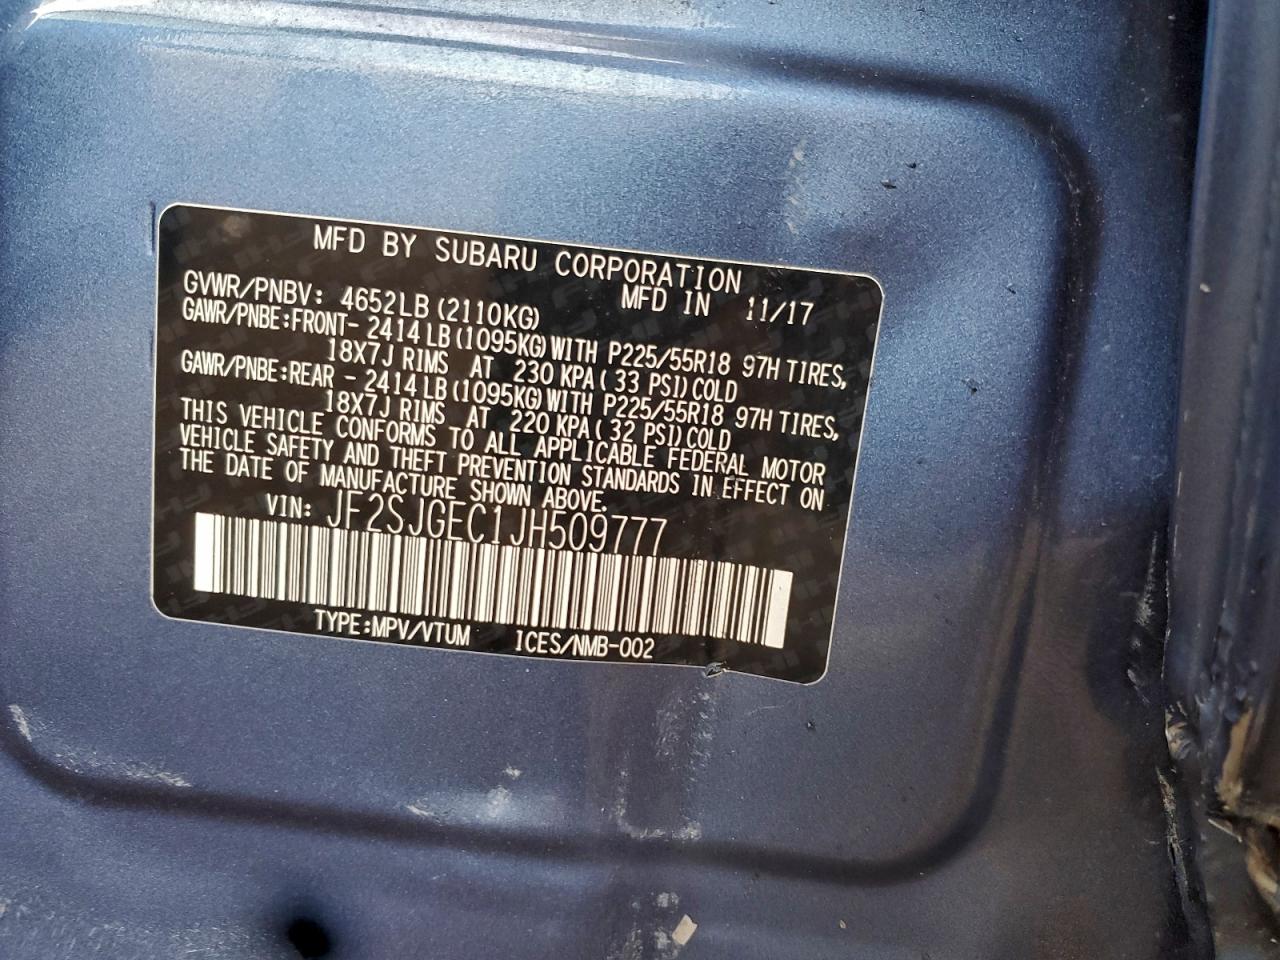 MFD BY SUBARU CORPORATION
GVWR/PNBV: 4652LB(2110KG) MFD IN 11/17
GAWR/PNBE:FRONT- 2414LB(1095KG)WITH P225/55R18 97H TIRES,
18X7J RIMS AT 230 KPA( 33 PSI)COLD
GAWR/PNBE:REAR - 2414LB(1095KG)WITH P225/55R18 97H TIRES,
18X7J RIMS AT 220 KPA( 32 PSI)COLD
THIS VEHICLE CONFORMS TO ALL APPLICABLE FEDERAL MOTOR
VEHICLE SAFETY AND THEFT PREVENTION STANDARDS IN EFFECT ON
THE DATE OF MANUFACTURE SHOWN ABOVE.
VIN: JF2SJGEC1JH509777
TYPE:MPV/VTUM ICES/NMB-002